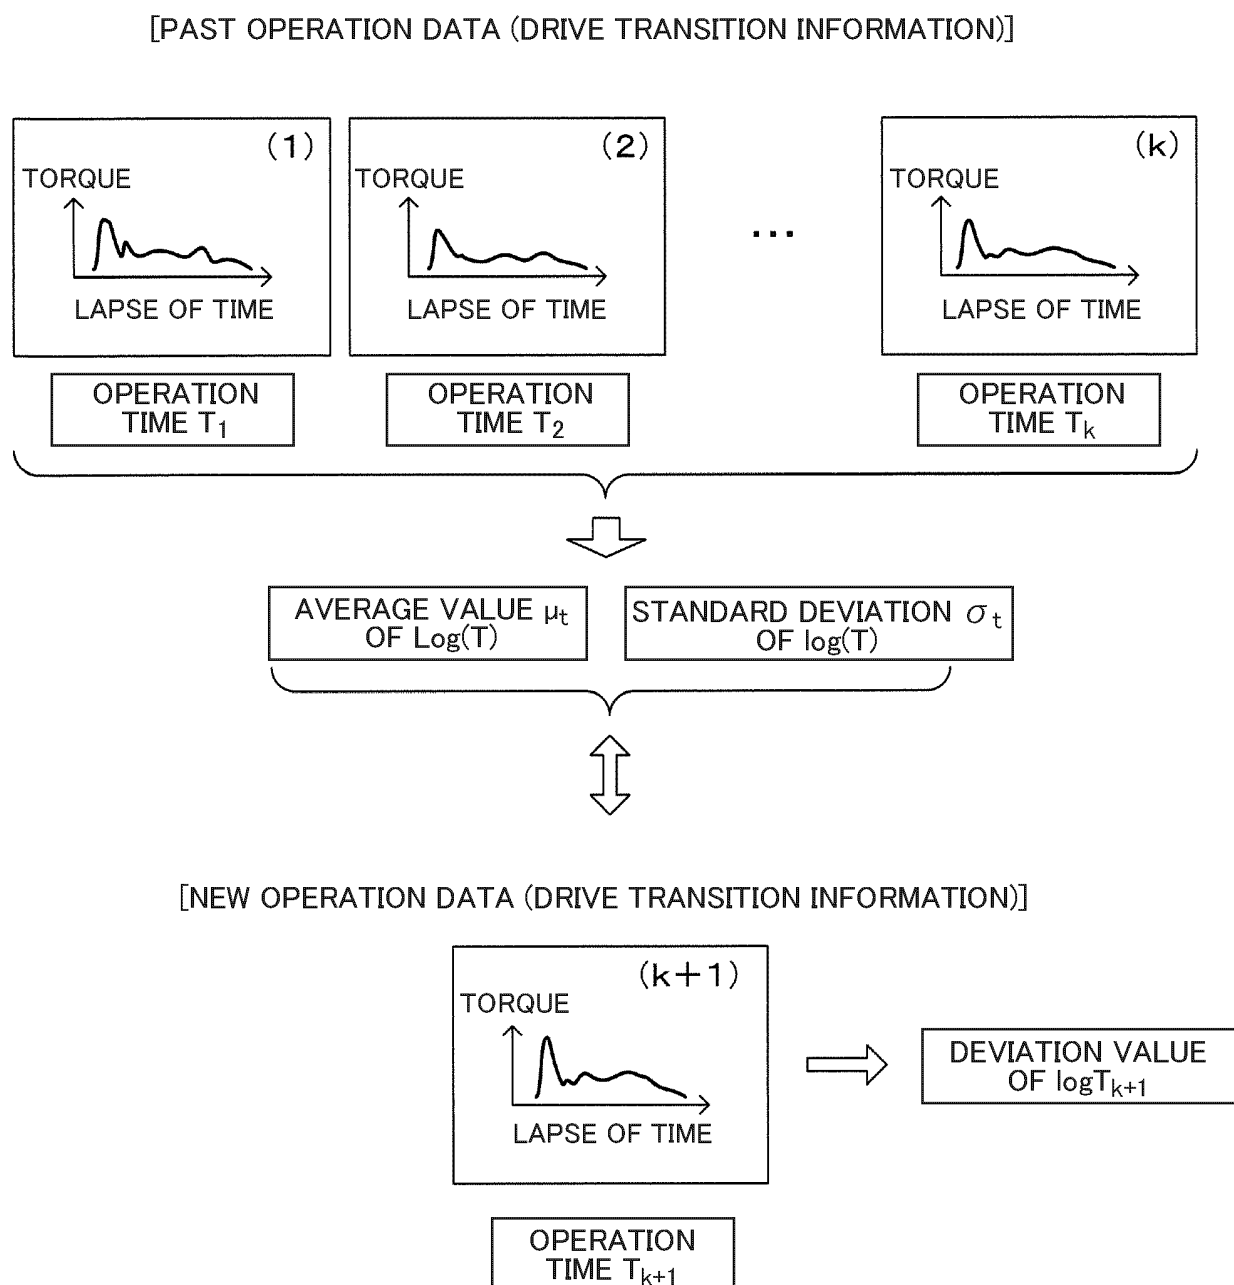 [PAST OPERATION DATA (DRIVE TRANSITION INFORMATION)]
(1)
TORQUE
LAPSE OF TIME
OPERATION
TIME T1
(2)
TORQUE
LAPSE OF TIME
OPERATION
TIME T2
...
(k)
TORQUE
LAPSE OF TIME
OPERATION
TIME Tk
AVERAGE VALUE μt
OF Log(T)
STANDARD DEVIATION σt
OF log(T)
[NEW OPERATION DATA (DRIVE TRANSITION INFORMATION)]
(k+1)
TORQUE
LAPSE OF TIME
OPERATION
TIME Tk+1
DEVIATION VALUE
OF logTk+1